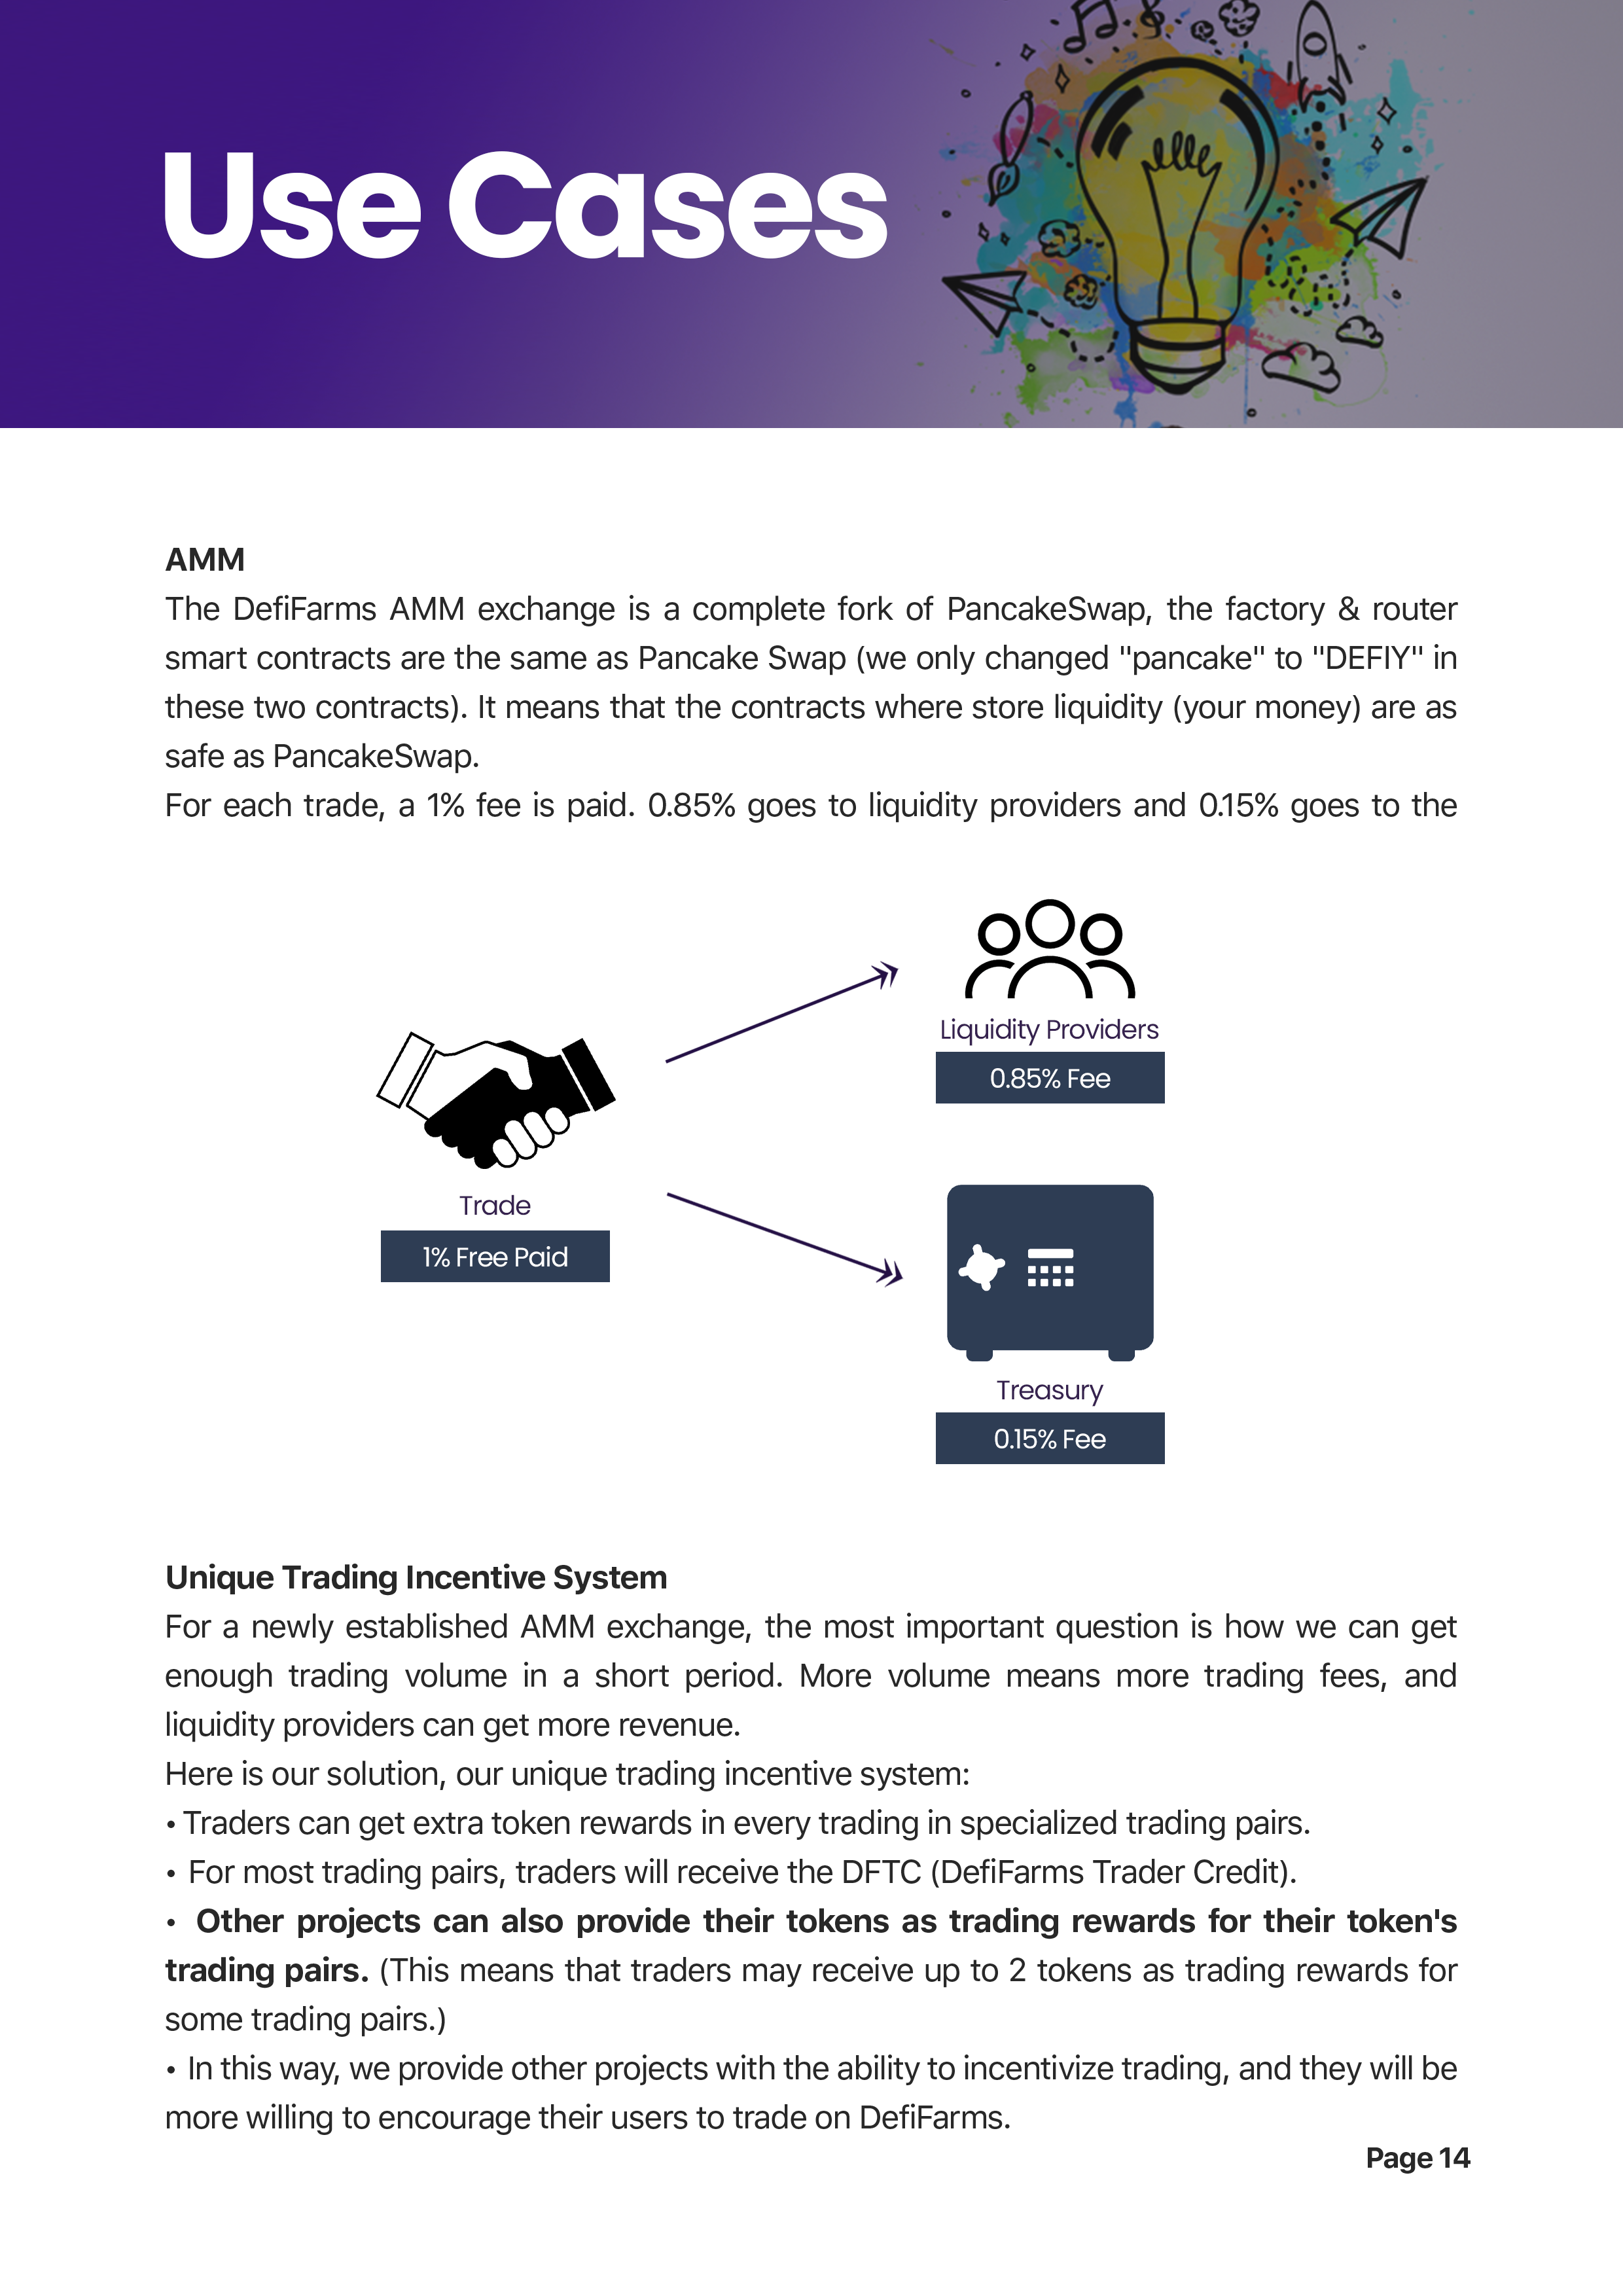 Use Cases
AMM
The DefiFarms AMM exchange is a complete fork of PancakeSwap, the factory & router
smart contracts are the same as Pancake Swap (we only changed "pancake" to "DEFIY" in
these two contracts). It means that the contracts where store liquidity (your money) are as
safe as PancakeSwap.
For each trade, a 1% fee is paid. 0.85% goes to liquidity providers and 0.15% goes to the
Liquidity Providers
0.85% Fee
Trade
1% Free Paid
Treasury
0.15% Fee
Unique Trading Incentive System
For a newly established AMM exchange, the most important question is how we can get
enough trading volume in a short period. More volume means more trading fees, and
liquidity providers can get more revenue.
Here is our solution, our unique trading incentive system:
• Traders can get extra token rewards in every trading in specialized trading pairs.
• For most trading pairs, traders will receive the DFTC (DefiFarms Trader Credit).
• Other projects can also provide their tokens as trading rewards for their token's
trading pairs. (This means that traders may receive up to 2 tokens as trading rewards for
some trading pairs.)
• In this way, we provide other projects with the ability to incentivize trading, and they will be
more willing to encourage their users to trade on DefiFarms.
Page 14